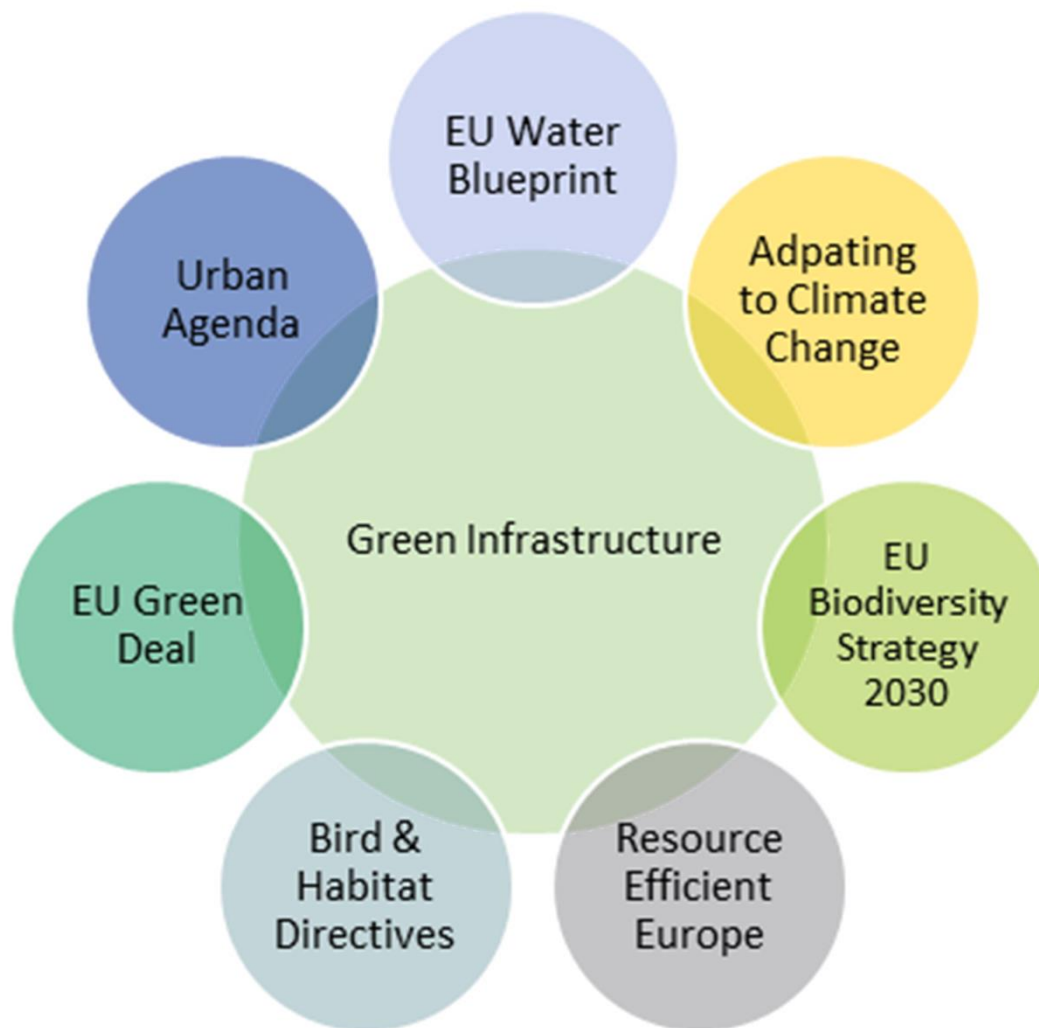 EU Water
Blueprint
Adpating
to Climate
Change
EU
Biodiversity
Strategy
2030
Resource
Efficient
Europe
Bird &
Habitat
Directives
EU Green
Deal
Urban
Agenda
Green Infrastructure